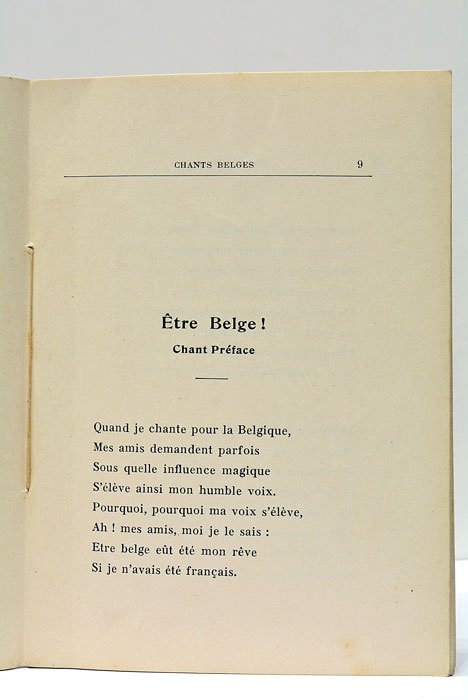 CHANTS BELGES 9
Être Belge !
Chant Préface
Quand je chante pour la Belgique,
Mes amis demandent parfois
Sous quelle influence magique
S'élève ainsi mon humble voix.
Pourquoi, pourquoi ma voix s'élève,
Ah ! mes amis, moi je le sais :
Etre belge eût été mon rêve
Si je n'avais été français.